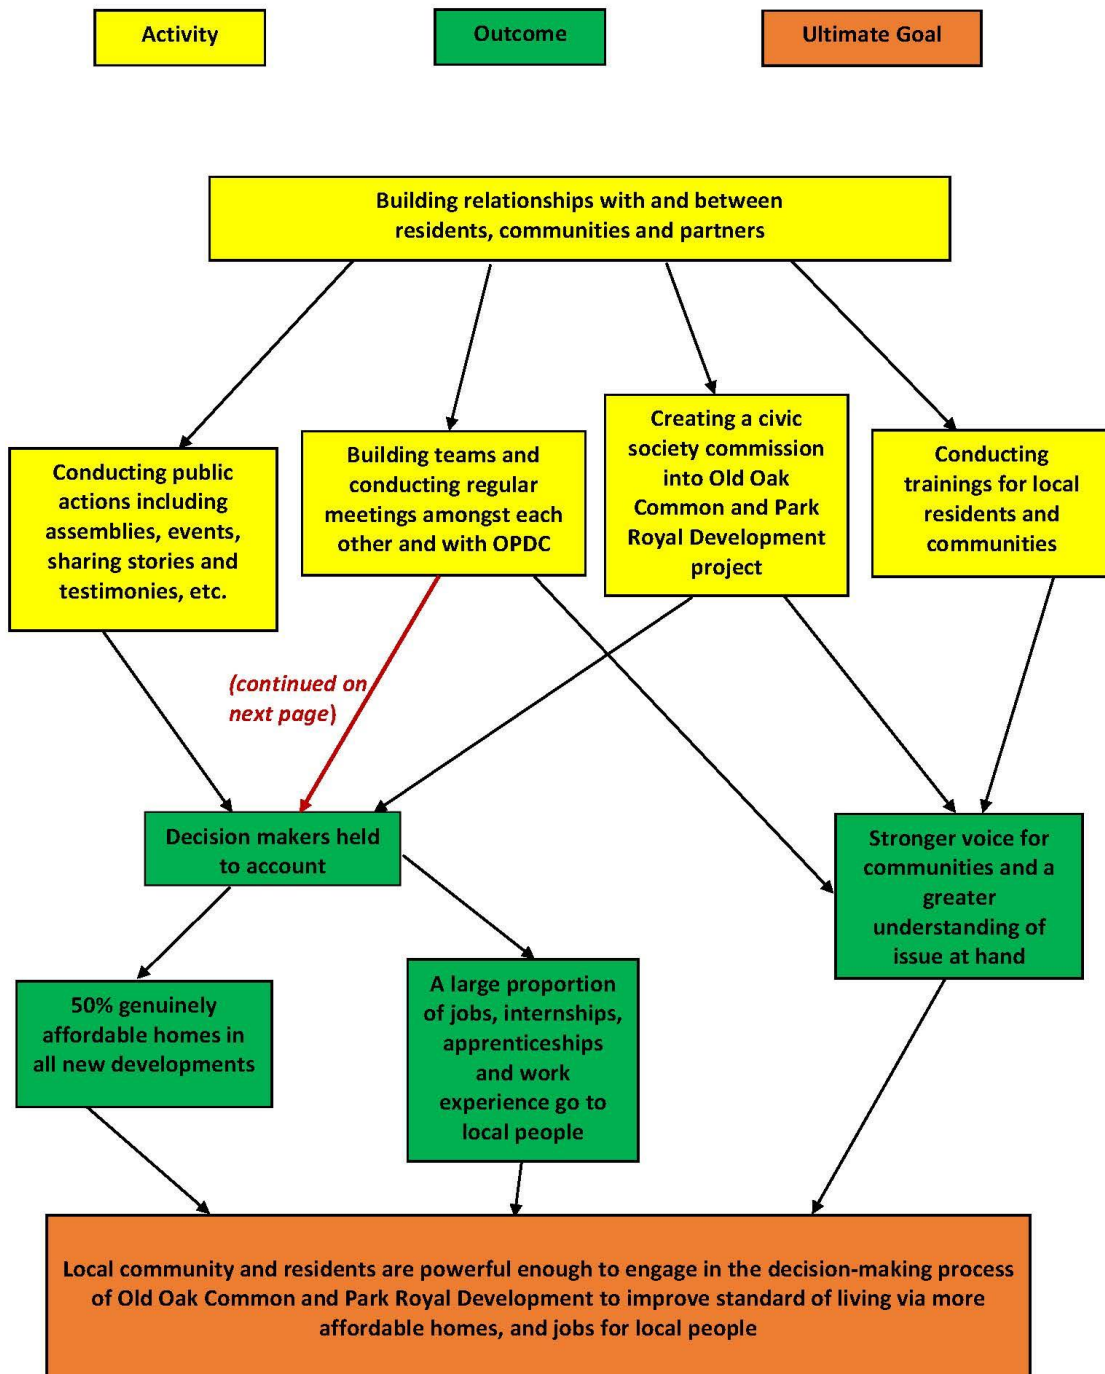 Activity
Outcome
Ultimate Goal
Building relationships with and between
residents, communities and partners
Conducting public
actions including
assemblies, events,
sharing stories and
testimonies, etc.
Building teams and
conducting regular
meetings amongst each
other and with OPDC
Creating a civic
society commission
into Old Oak
Common and Park
Royal Development
project
Conducting
trainings for local
residents and
communities
(continued on
next page)
Decision makers held
to account
Stronger voice for
communities and a
greater
understanding of
issue at hand
50% genuinely
affordable homes in
all new developments
A large proportion
of jobs, internships,
apprenticeships
and work
experience go to
local people
Local community and residents are powerful enough to engage in the decision-making process
of Old Oak Common and Park Royal Development to improve standard of living via more
affordable homes, and jobs for local people